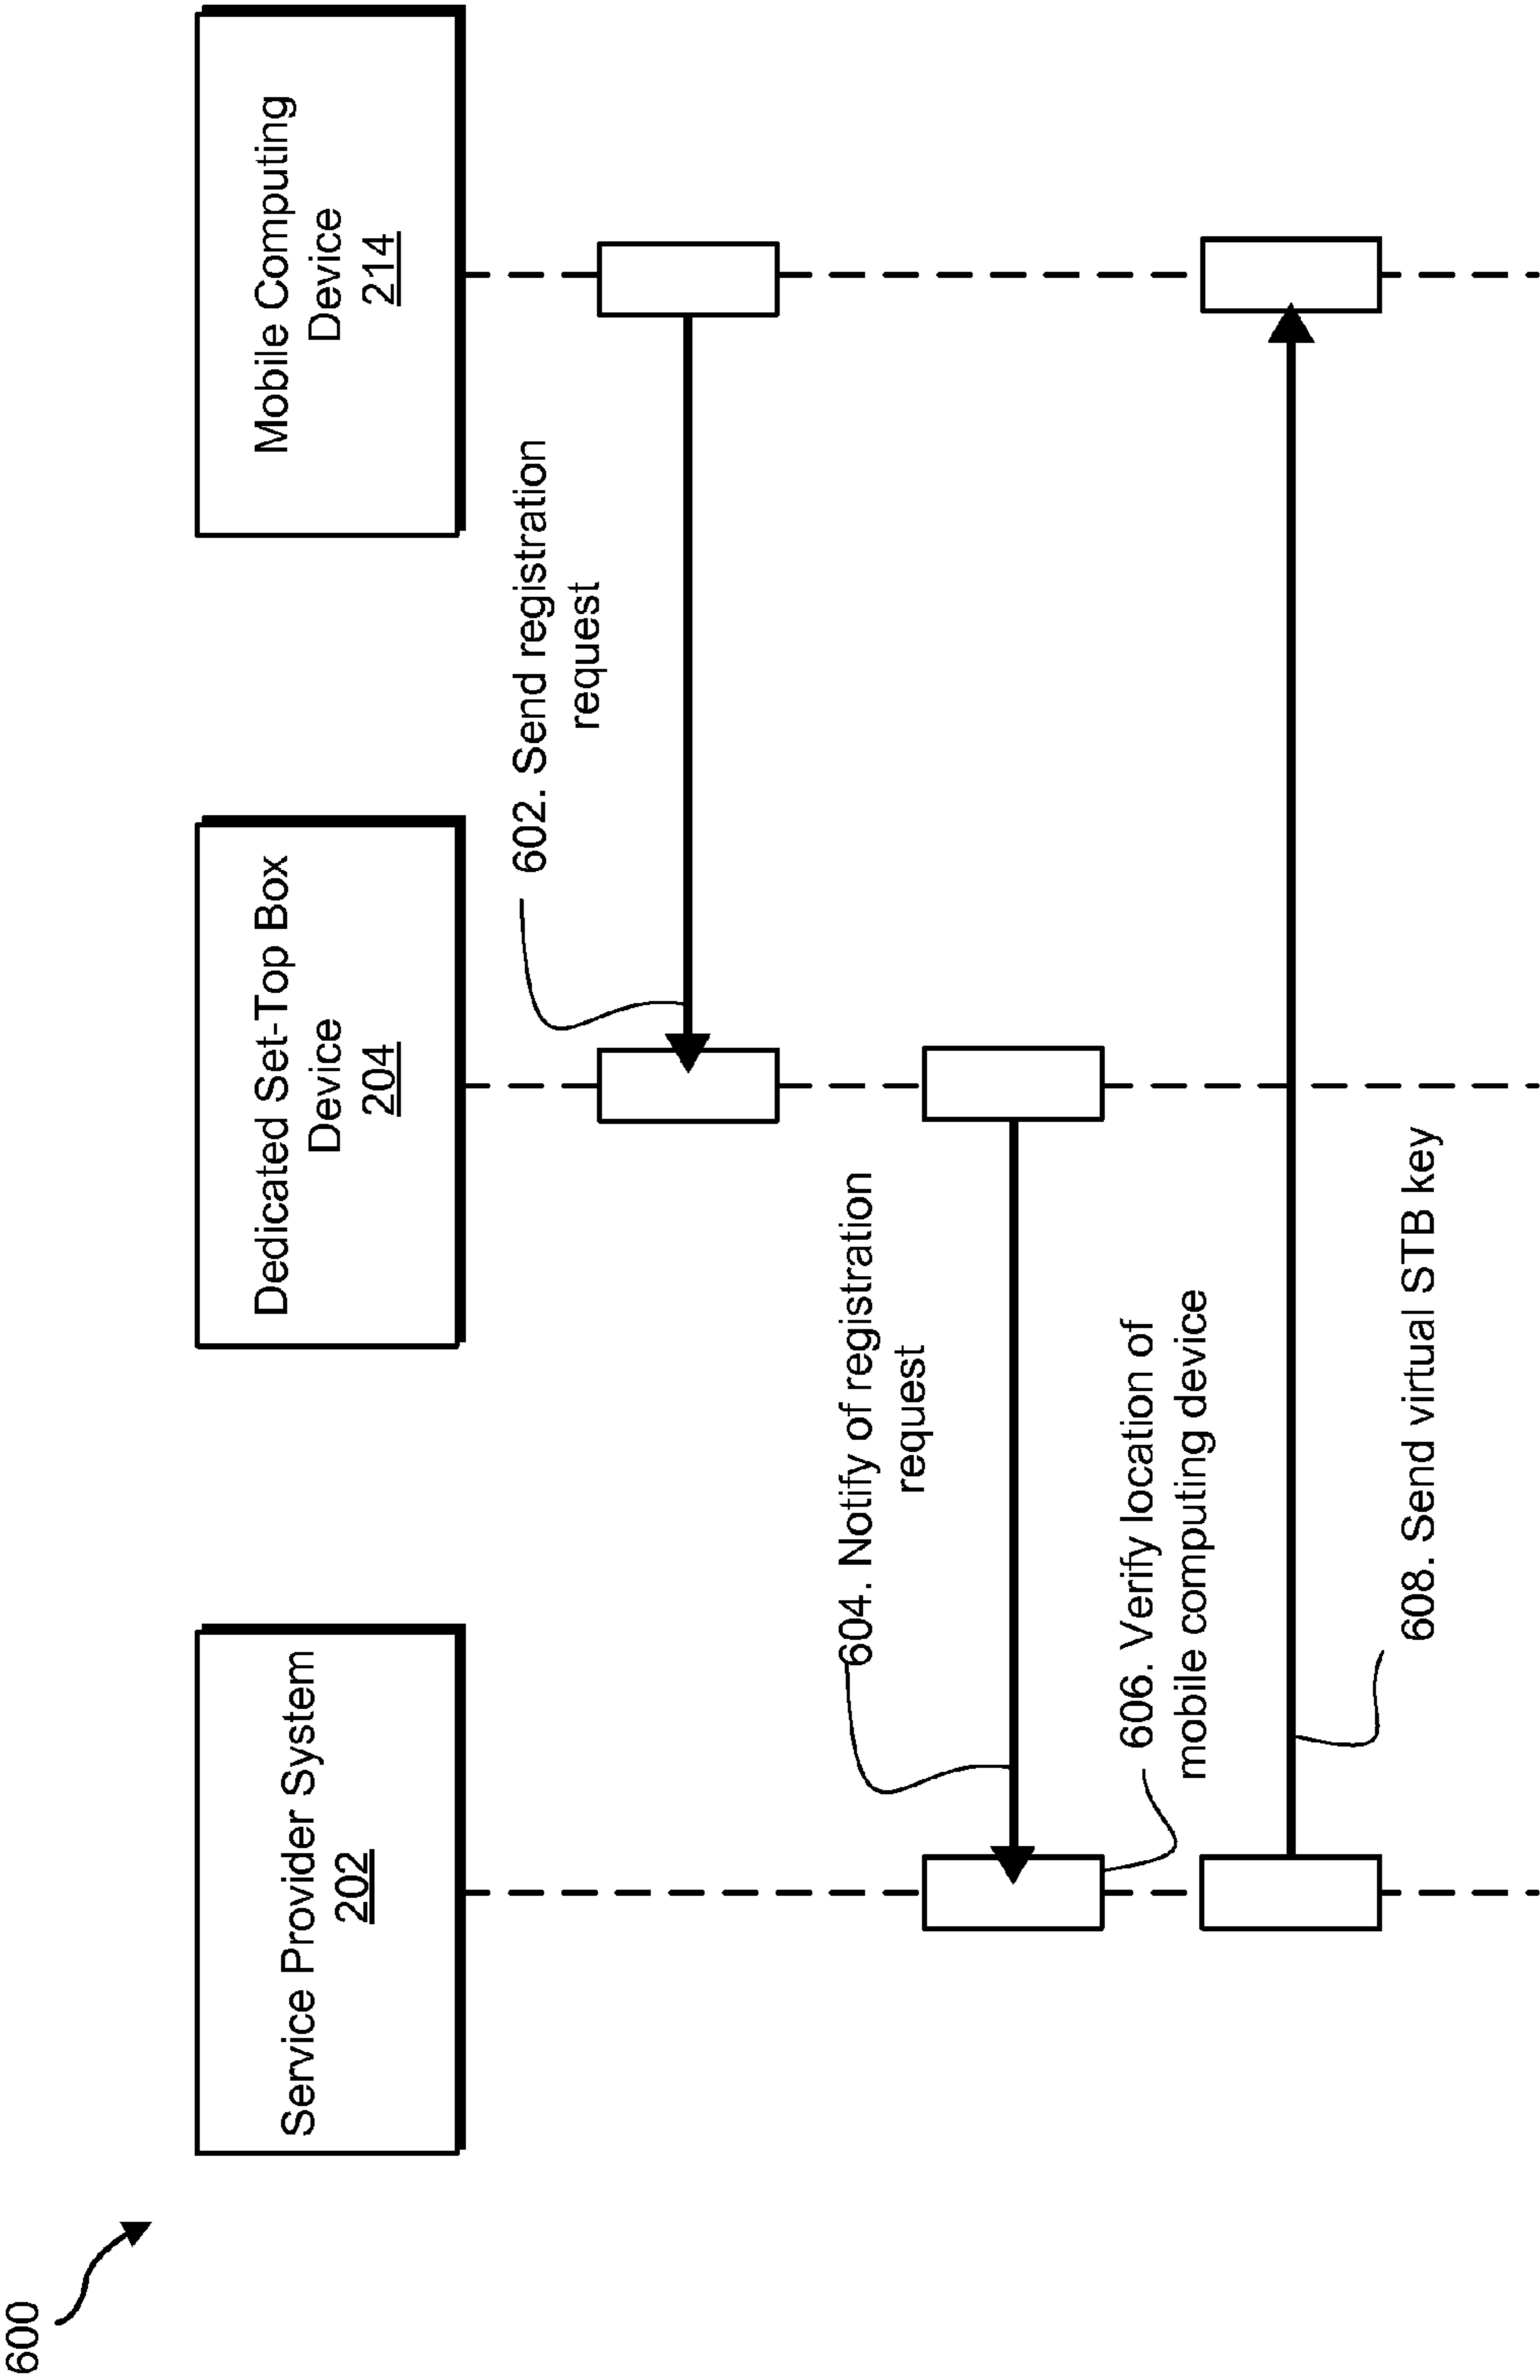 600
Service Provider System
202
Dedicated Set-Top Box
Device
204
Mobile Computing
Device
214
602. Send registration
request
604. Notify of registration
request
606. Verify location of
mobile computing device
608. Send virtual STB key